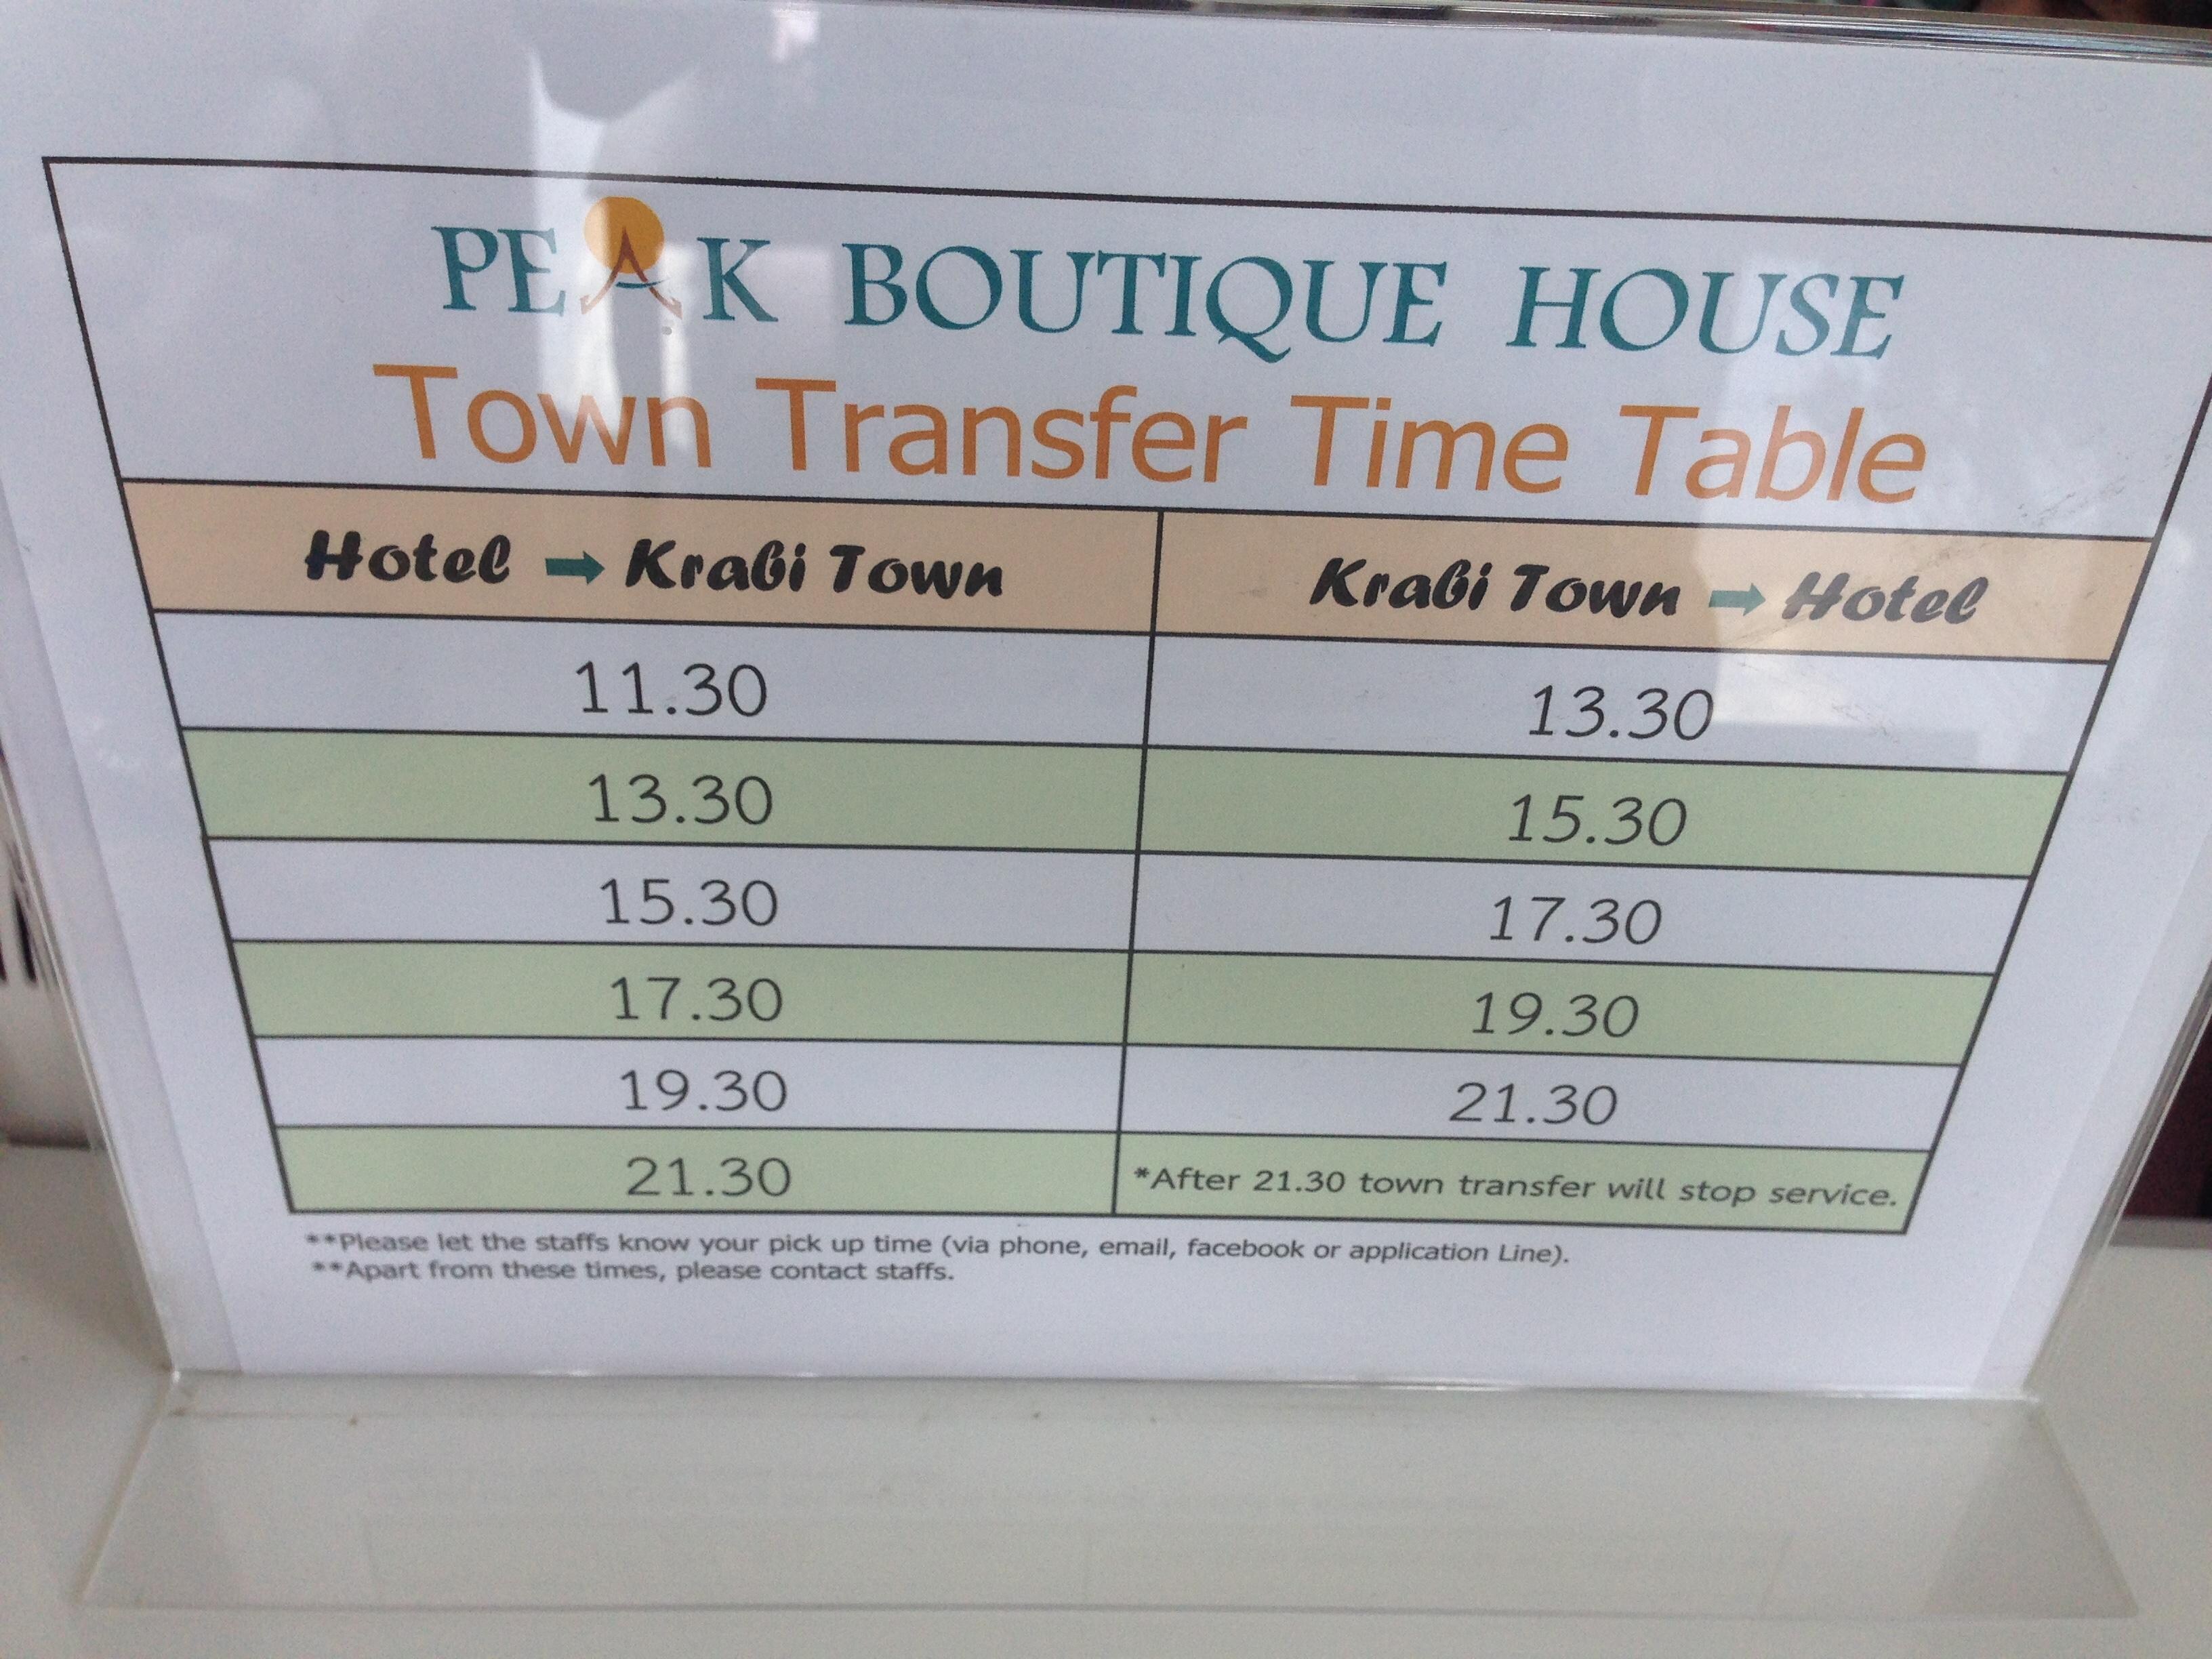 PEAK BOUTIQUE HOUSE
Town Transfer Time Table
Hotel ➡ Krabi Town
Krabi Town ➡ Hotel
11.30
13.30
13.30
15.30
15.30
17.30
17.30
19.30
19.30
21.30
21.30
*After 21.30 town transfer will stop service.
**Please let the staffs know your pick up time (via phone, email, facebook or application Line).
**Apart from these times, please contact staffs.